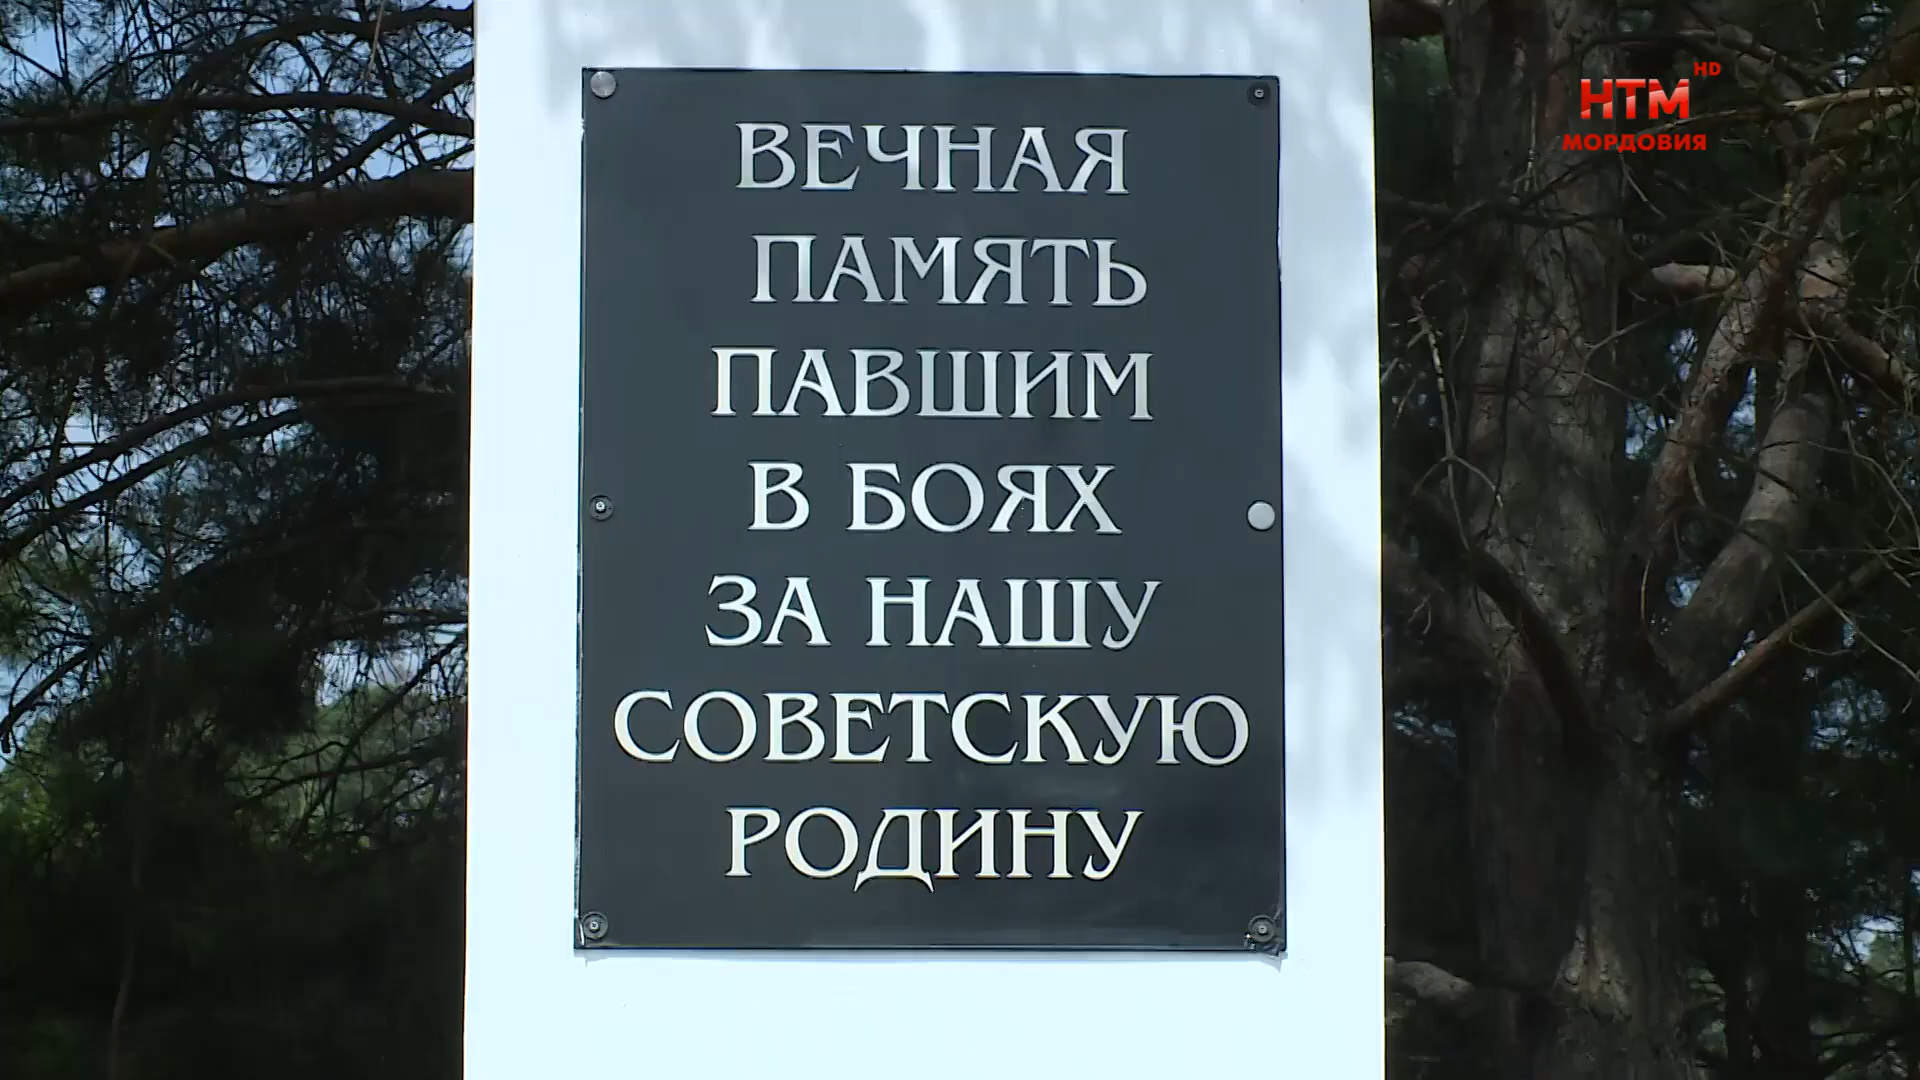 ВЕЧНАЯ
ПАМЯТЬ
ПАВШИМ
В БОЯХ
ЗА НАШУ
СОВЕТСКУЮ
РОДИНУ
НТМ HD
МОРДОВИЯ